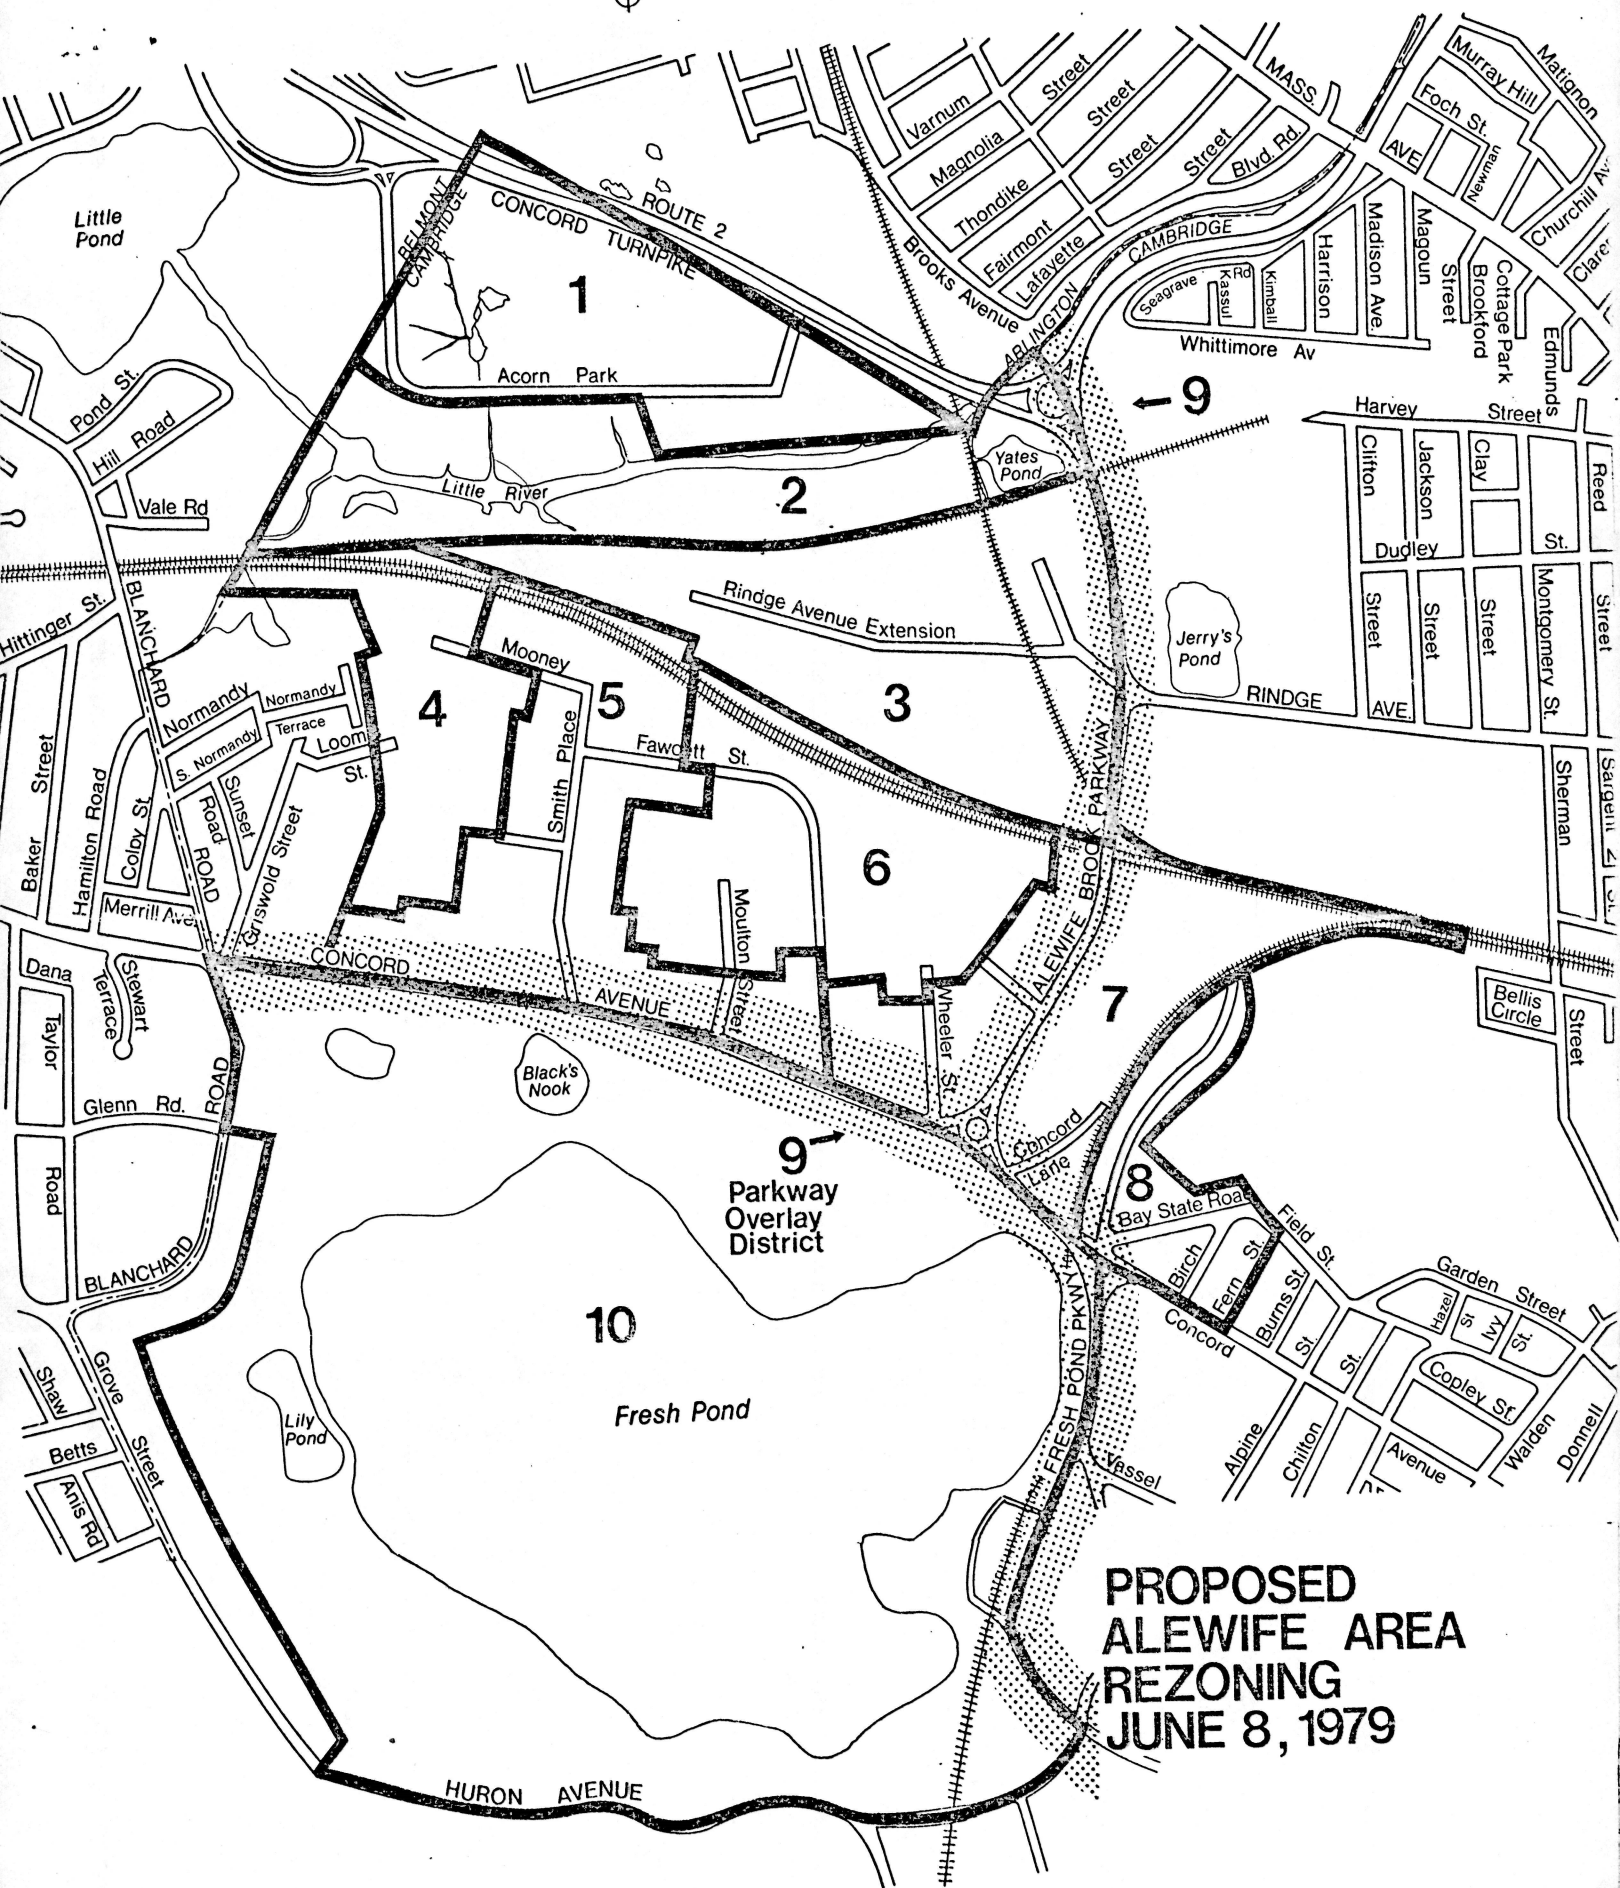 Murray Hill
Matignon
MASS.
Foch St.
AVE
Newman
Churchill Av
Varnum
Street
Magnolia
Street
Thondike
Street
Fairmont
Street
Lafayette
Blvd. Rd.
Brooks Avenue
CAMBRIDGE
ARLINGTON
Little
Pond
BELMONT
CAMBRIDGE
CONCORD TURNPIKE
ROUTE 2
1
Seagrave
Kassul
Rd
Kimball
Harrison
Madison Ave.
Magoun
Street
Brookford
Cottage Park
Edmunds
Whittimore Av
Acorn Park
9
Harvey Street
Pond St.
Hill Road
Vale Rd
Yates
Pond
2
Little River
Clifton
Street
Jackson
Street
Clay
Street
Reed
Street
Dudley St.
Montgomery St.
Hittinger St.
BLANCHARD
ROAD
Rindge Avenue Extension
Jerry's
Pond
Mooney
4
5
3
RINDGE
AVE.
Normandy
Normandy
S. Normandy
Terrace
Loom
St.
Fawcett St.
Smith Place
Sunset
Road
Griswold Street
Baker Street
Hamilton Road
Colby St.
Merrill Ave
Sherman
Street
6
Moulton
Street
ALEWIFE BROOK PARKWAY
CONCORD
AVENUE
Wheeler
St
7
Dana
Stewart
Terrace
Taylor
Road
Bellis
Circle
Black's
Nook
Glenn Rd.
ROAD
BLANCHARD
Concord
Lane
9
Parkway
Overlay
District
8
Bay State Road
Birch
Fern St.
Field St.
Burns St.
St.
St.
Garden Street
Hazel
St
Ivy
St.
Copley St.
Concord
Avenue
Alpine
Chilton
Walden
Donnell
10
Fresh Pond
Lily
Pond
FRESH POND PKWY
Vassel
Shaw
Grove
Street
Betts
Anis Rd
PROPOSED
ALEWIFE AREA
REZONING
JUNE 8, 1979
HURON AVENUE